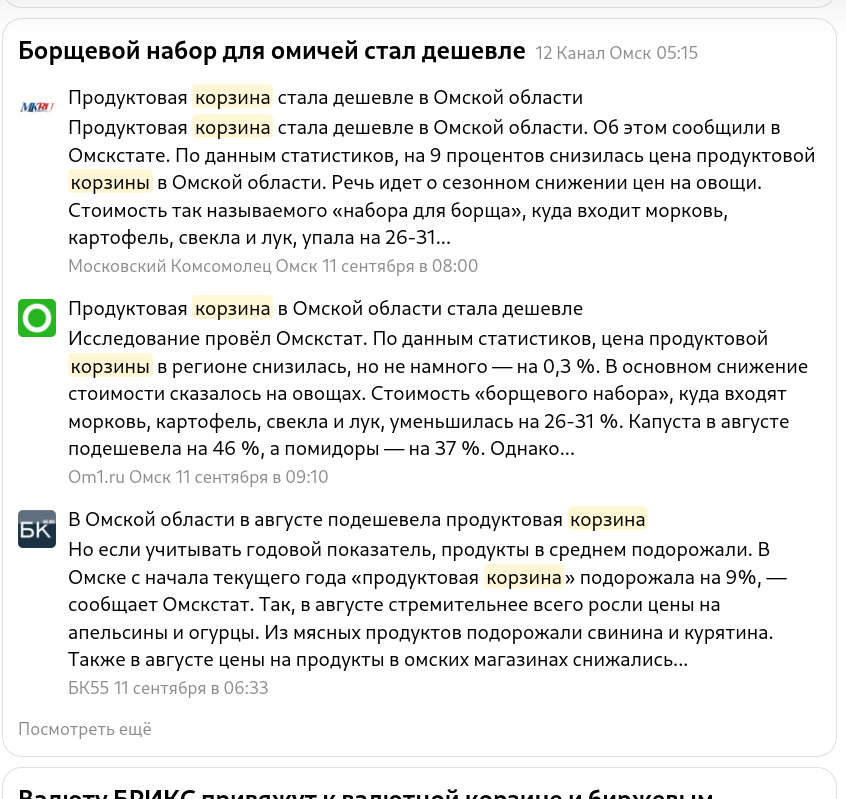 Борщевой набор для омичей стал дешевле 12 Канал Омск 05:15
MKRU
Продуктовая корзина стала дешевле в Омской области
Продуктовая корзина стала дешевле в Омской области. Об этом сообщили в
Омскстате. По данным статистиков, на 9 процентов снизилась цена продуктовой
корзины в Омской области. Речь идет о сезонном снижении цен на овощи.
Стоимость так называемого «набора для борща», куда входит морковь,
картофель, свекла и лук, упала на 26-31...
Московский Комсомолец Омск 11 сентября в 08:00
Продуктовая корзина в Омской области стала дешевле
Исследование провёл Омскстат. По данным статистиков, цена продуктовой
корзины в регионе снизилась, но не намного — на 0,3 %. В основном снижение
стоимости сказалось на овощах. Стоимость «борщевого набора», куда входят
морковь, картофель, свекла и лук, уменьшилась на 26-31 %. Капуста в августе
подешевела на 46 %, а помидоры — на 37 %. Однако...
Om1.ru Омск 11 сентября в 09:10
БК
В Омской области в августе подешевела продуктовая корзина
Но если учитывать годовой показатель, продукты в среднем подорожали. В
Омске с начала текущего года «продуктовая корзина» подорожала на 9%, —
сообщает Омскстат. Так, в августе стремительнее всего росли цены на
апельсины и огурцы. Из мясных продуктов подорожали свинина и курятина.
Также в августе цены на продукты в омских магазинах снижались...
БК55 11 сентября в 06:33
Посмотреть ещё
Валюту БРИКС привяжут к валютной корзине и биржевым